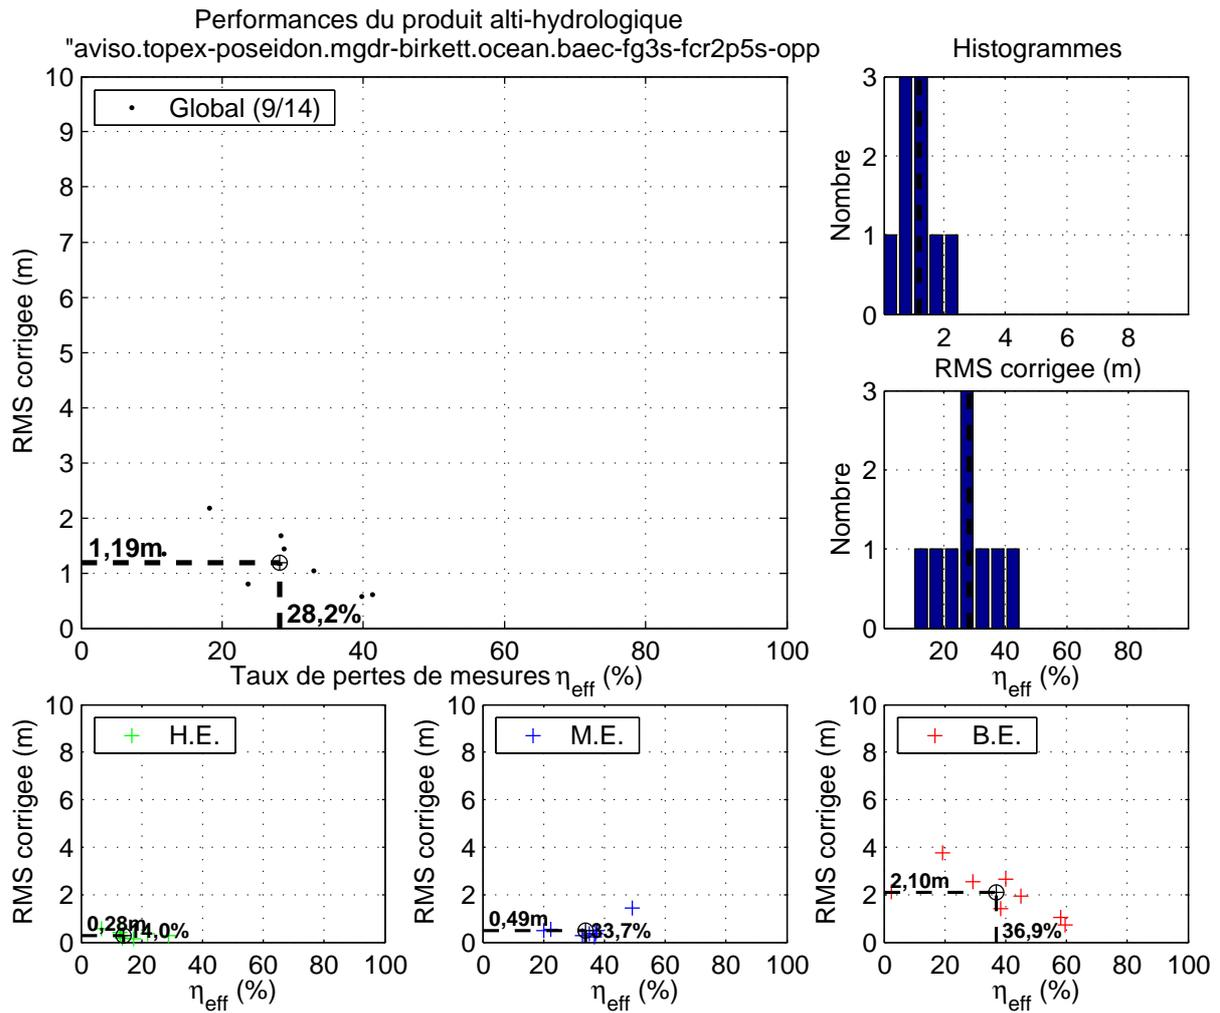 Performances du produit alti-hydrologique
"aviso.topex-poseidon.mgdr-birkett.ocean.baec-fg3s-fcr2p5s-opp
Histogrammes
10
9
8
7
6
5
4
3
2
1
0
RMS corrigee (m)
Global (9/14)
1,19m
28,2%
0 20 40 60 80 100
Taux de pertes de mesures ηeff (%)
3
2
1
0
Nombre
2 4 6 8
RMS corrigee (m)
3
2
1
0
Nombre
20 40 60 80
ηeff (%)
10
8
6
4
2
0
RMS corrigee (m)
H.E.
0,28m
14,0%
0 20 40 60 80 100
ηeff (%)
10
8
6
4
2
0
RMS corrigee (m)
M.E.
0,49m
33,7%
0 20 40 60 80 100
ηeff (%)
10
8
6
4
2
0
RMS corrigee (m)
B.E.
2,10m
36,9%
0 20 40 60 80 100
ηeff (%)